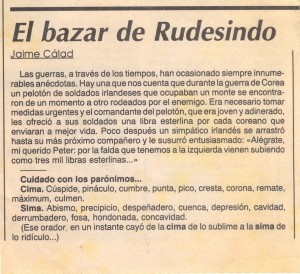 El bazar de Rudesindo
Jaime Cálad
Las guerras, a través de los tiempos, han ocasionado siempre innume-
rables anécdotas. Hay una que nos cuenta que durante la guerra de Corea
un pelotón de soldados irlandeses que ocupaban un monte se encon-
traron de un momento a otro rodeados por el enemigo. Era necesario tomar
medidas urgentes y el comandante del pelotón, que era joven y adinerado,
les ofreció a sus soldados una libra esterlina por cada coreano que
enviaran a mejor vida. Poco después un simpático irlandés se arrastró
hasta su más próximo compañero y le susurró entusiasmado: «Alégrate,
mi querido Peter: por la falda que tenemos a la izquierda vienen subiendo
como tres mil libras esterlinas...»
Cuidado con los parónimos...
Cima. Cúspide, pináculo, cumbre, punta, pico, cresta, corona, remate,
máximum, culmen.
Sima. Abismo, precipicio, despeñadero, cuenca, depresión, cavidad,
derrumbadero, fosa, hondonada, concavidad.
(Ese orador, en un instante cayó de la cima de lo sublime a la sima de
lo ridículo...)